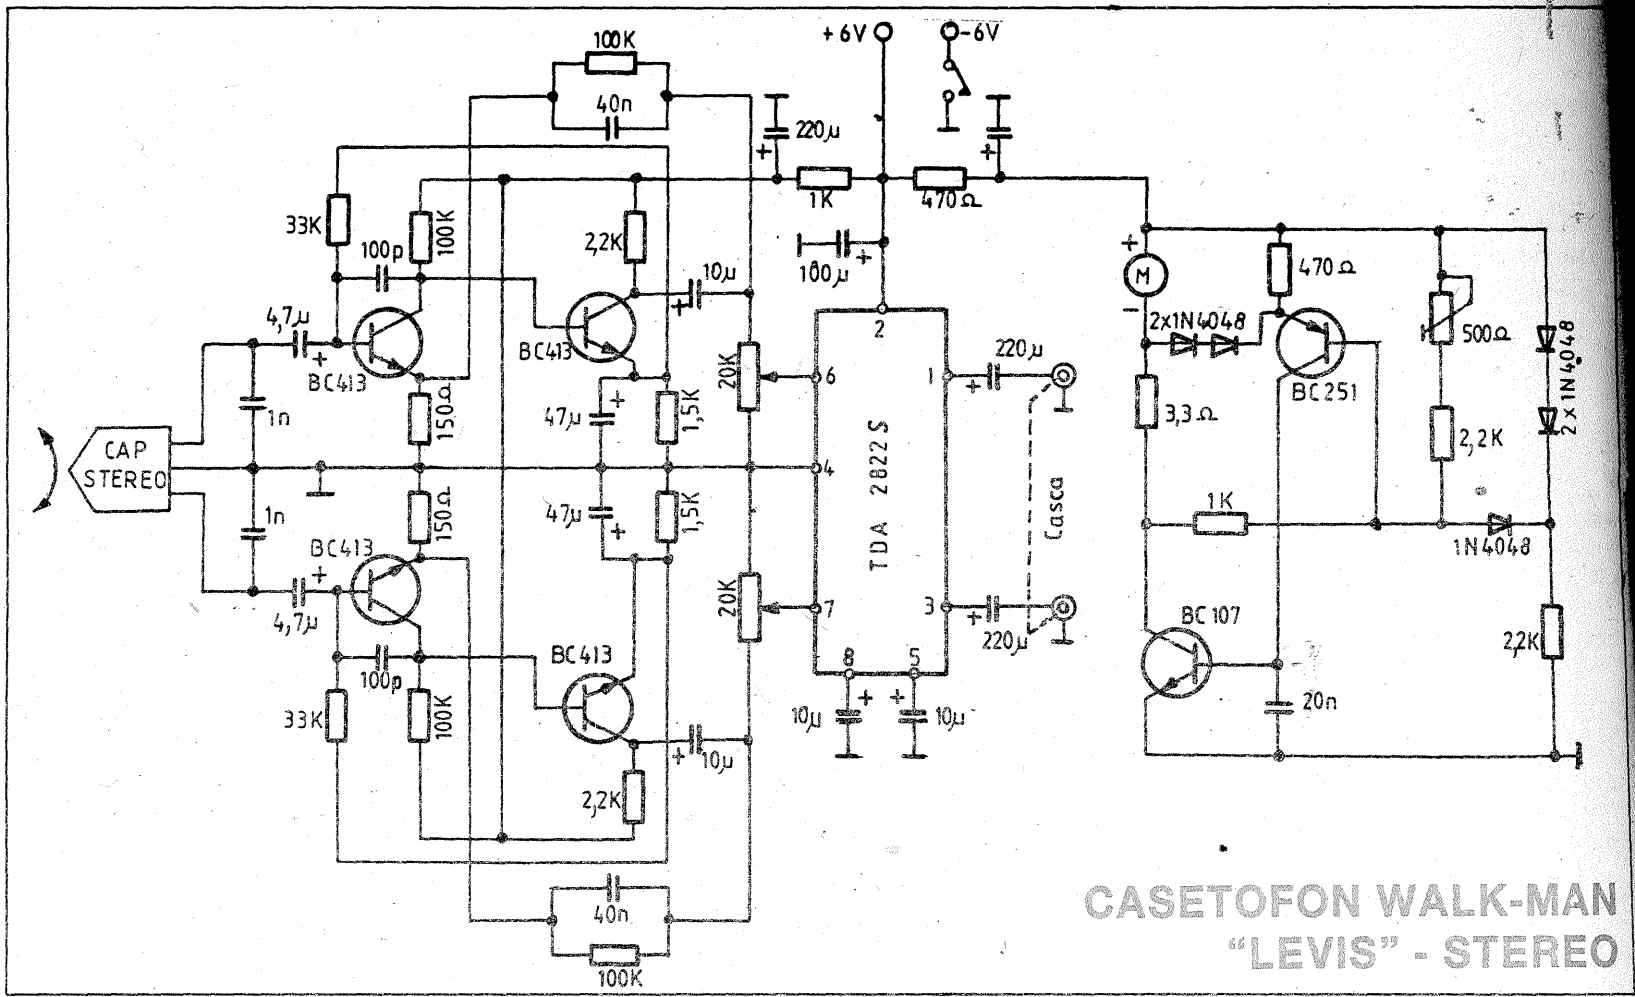 100K
40n
+6V
-6V
220µ
+
+
1K
470Ω
33K
100p
100K
2,2K
10µ
+
100µ
+
2
+
M
−
470Ω
2x1N4048
500Ω
2x1N4048
4,7µ
+
BC413
BC413
20K
6
1
220µ
+
BC251
3,3Ω
2,2K
1n
150Ω
47µ
+
1,5K
CAP
STEREO
4
TDA 2822S
Casca
1n
150Ω
47µ
+
1,5K
1K
1N4048
BC413
+
4,7µ
20K
7
3
+
220µ
BC107
2,2K
100p
BC413
8
5
33K
100K
+
10µ
10µ
+
+
10µ
20n
2,2K
40n
100K
CASETOFON WALK-MAN
“LEVIS” - STEREO